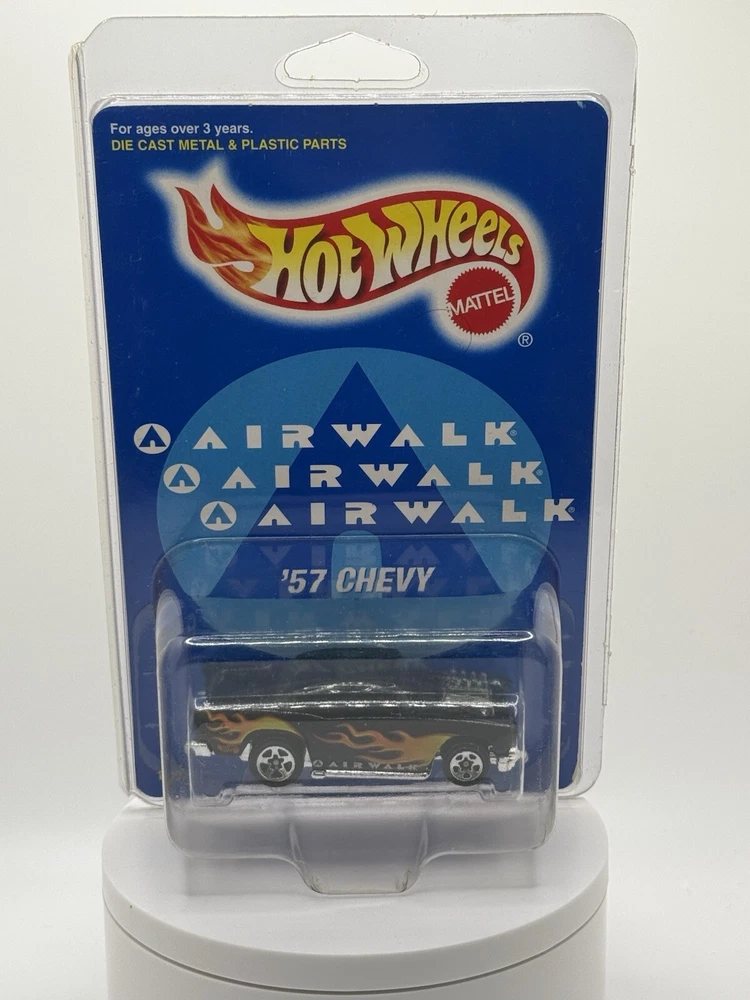 For ages over 3 years.
DIE CAST METAL & PLASTIC PARTS
HOT WHEELS
MATTEL
®
AIRWALK®
AIRWALK®
AIRWALK®
'57 CHEVY
AIRWALK